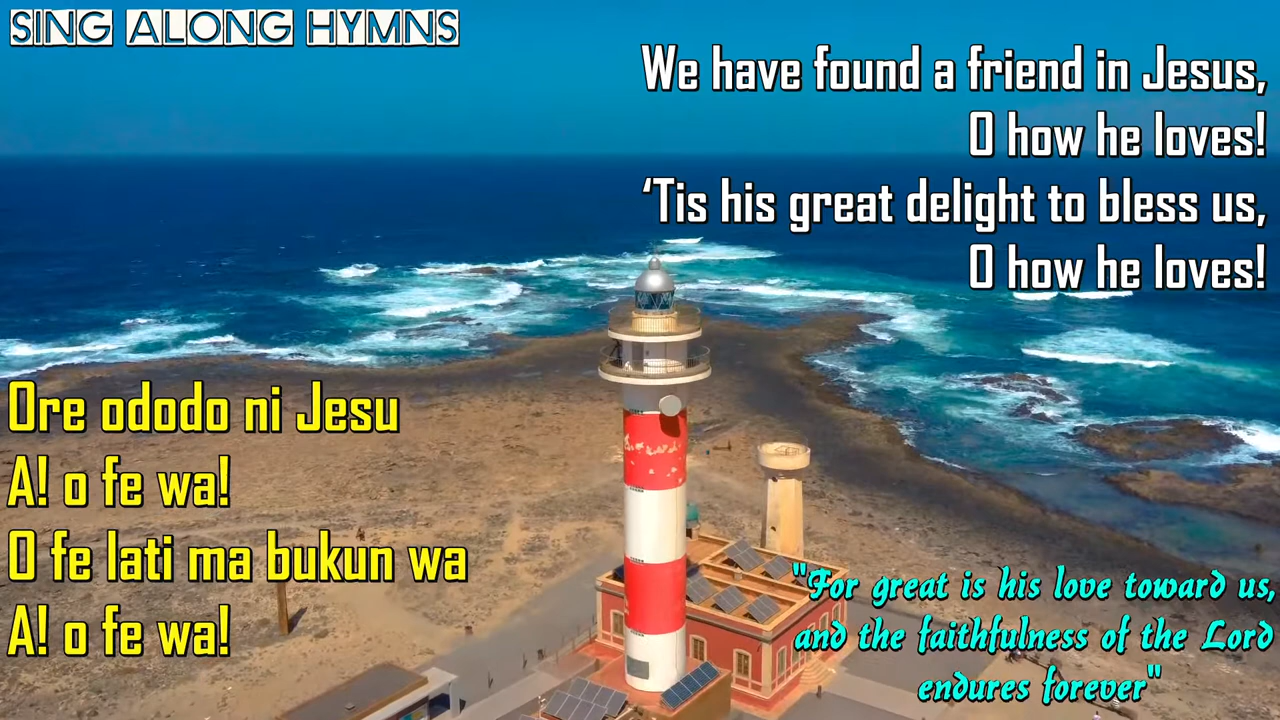 SING ALONG HYMNS
We have found a friend in Jesus,
O how he loves!
‘Tis his great delight to bless us,
O how he loves!
Ore ododo ni Jesu
A! o fe wa!
O fe lati ma bukun wa
A! o fe wa!
"For great is his love toward us,
and the faithfulness of the Lord
endures forever"